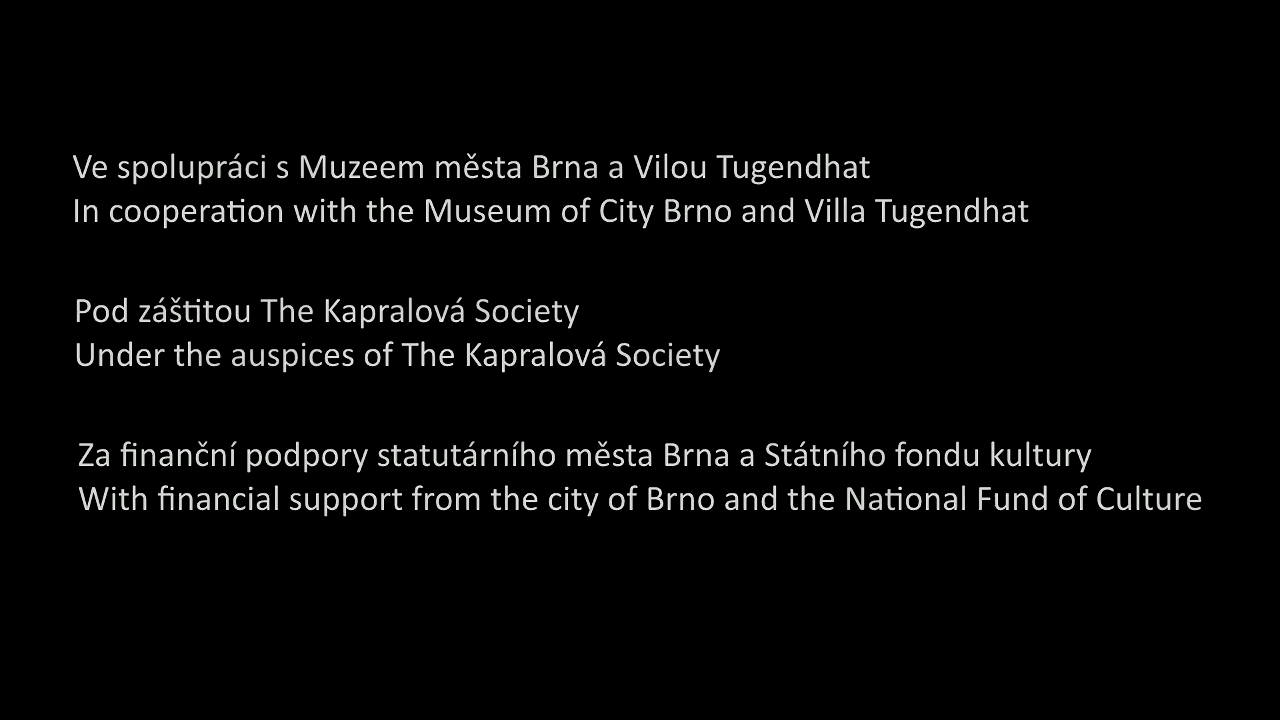 Ve spolupráci s Muzeem města Brna a Vilou Tugendhat
In cooperation with the Museum of City Brno and Villa Tugendhat
Pod záštitou The Kapralová Society
Under the auspices of The Kapralová Society
Za finanční podpory statutárního města Brna a Státního fondu kultury
With financial support from the city of Brno and the National Fund of Culture